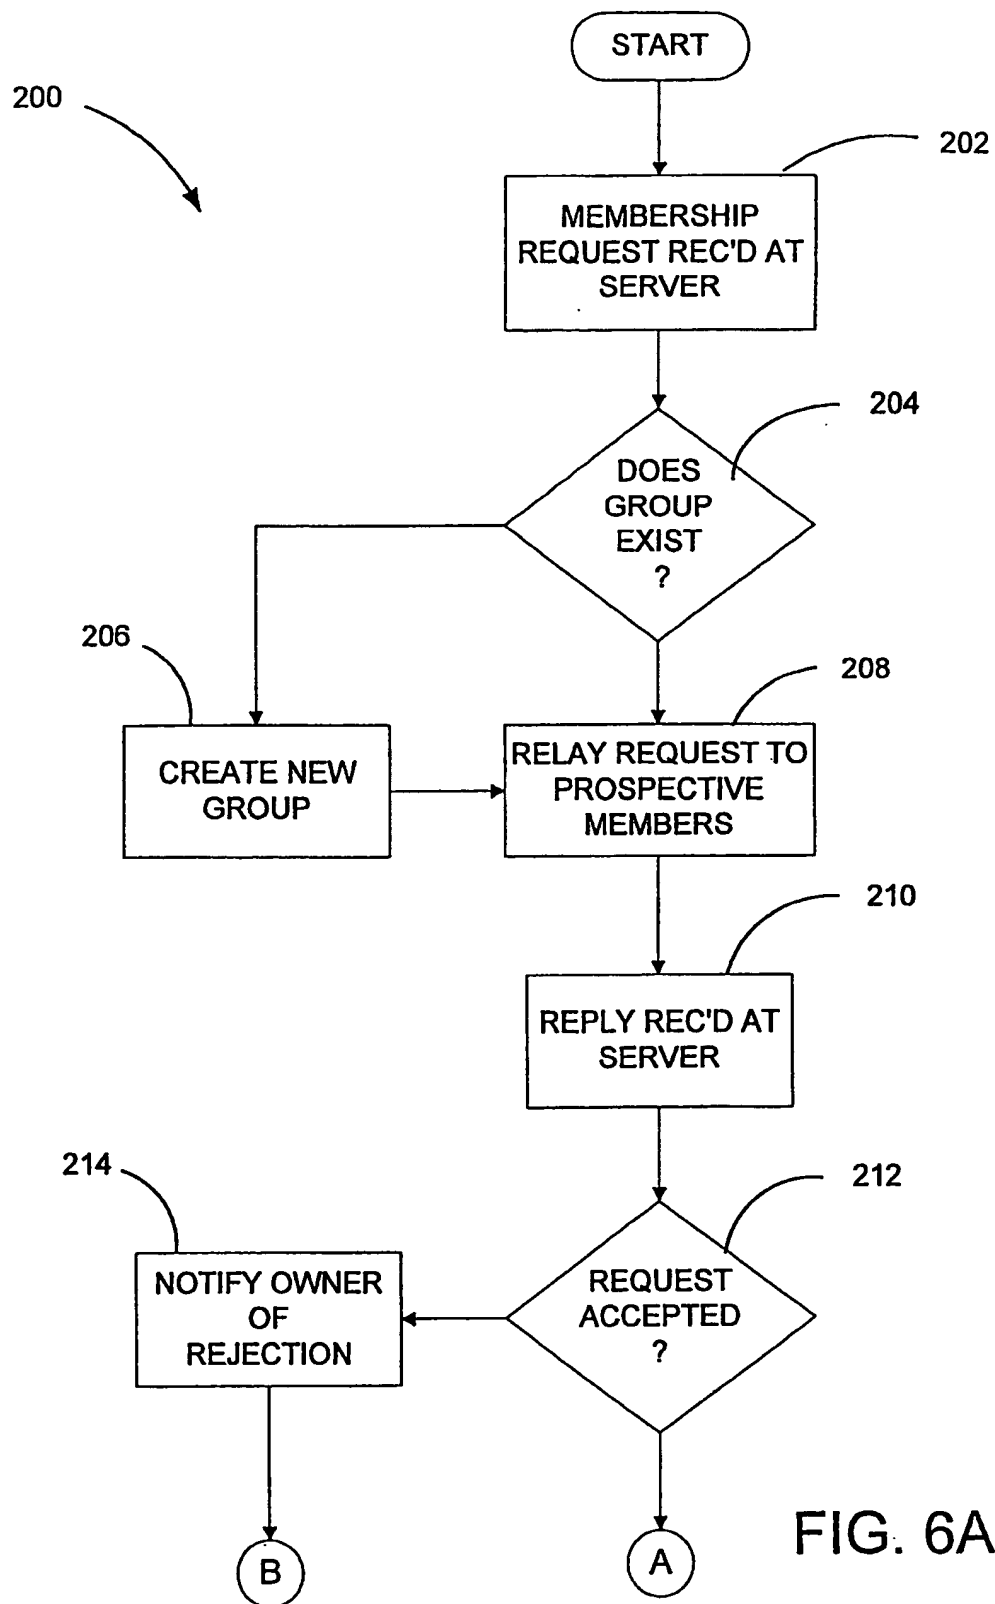 START
200
202
MEMBERSHIP
REQUEST REC'D AT
SERVER
204
DOES
GROUP
EXIST
?
206
208
CREATE NEW
GROUP
RELAY REQUEST TO
PROSPECTIVE
MEMBERS
210
REPLY REC'D AT
SERVER
214
212
NOTIFY OWNER
OF
REJECTION
REQUEST
ACCEPTED
?
B
A
FIG. 6A